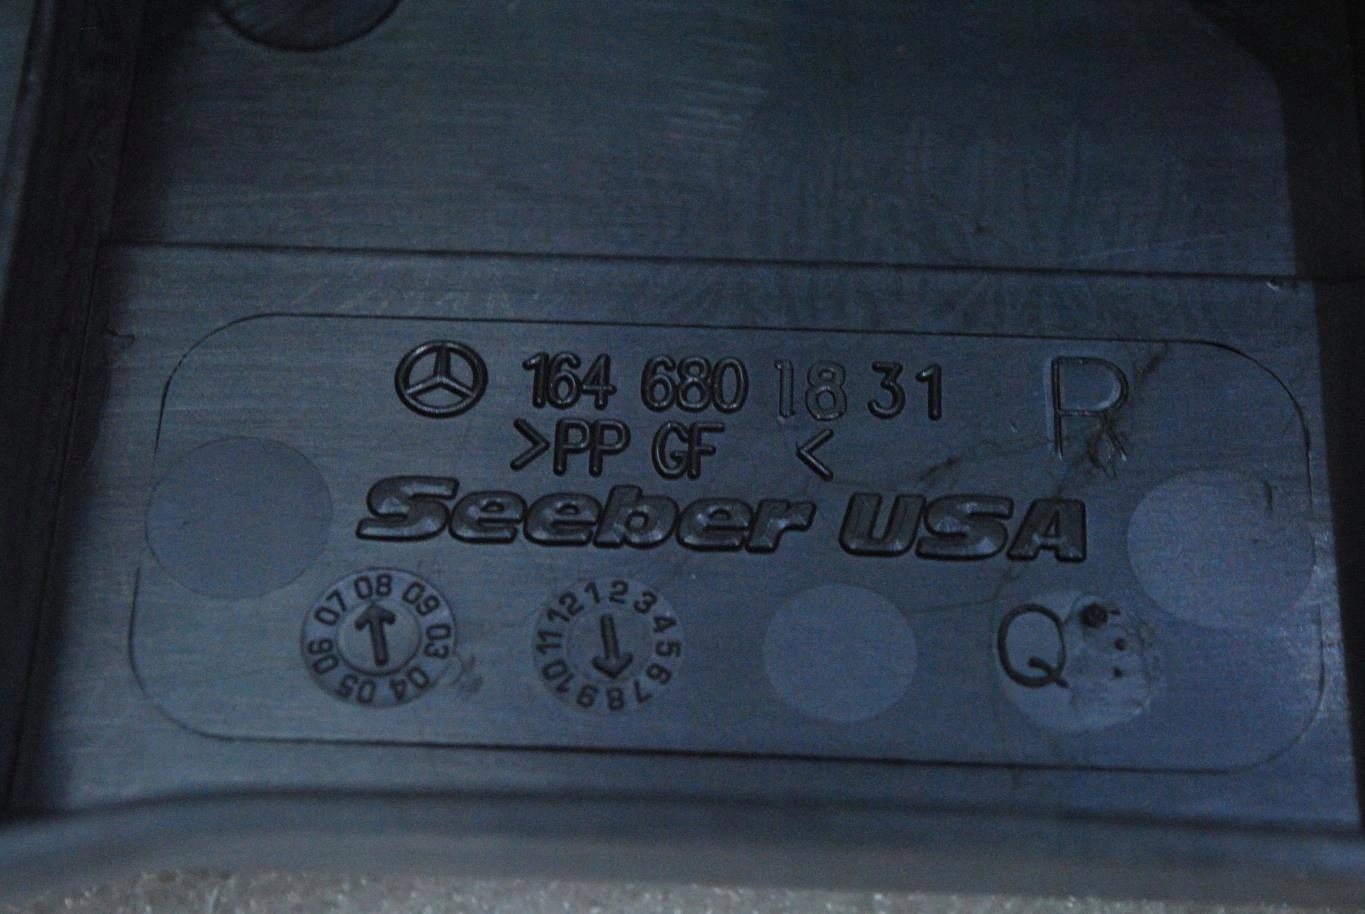 164 680 18 31 R
>PP GF <
Seeber USA
07 08 09 03 04 05 06
12 1 2 3 4 5 6 7 8 9 10 11
Q